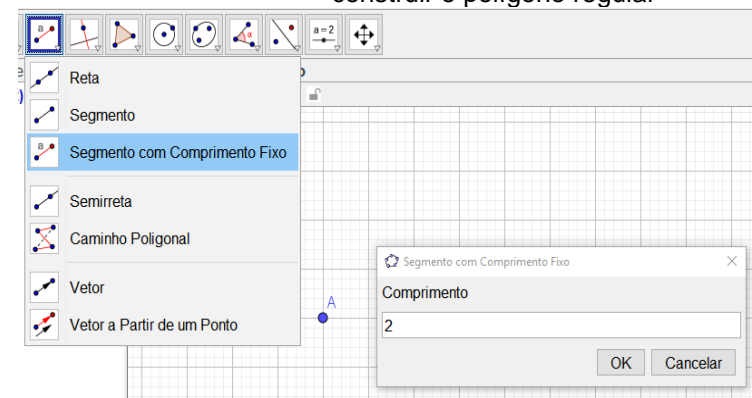 construir o polígono regular
a
α
a = 2
Reta
Segmento
a
Segmento com Comprimento Fixo
Semirreta
Caminho Poligonal
Vetor
Vetor a Partir de um Ponto
A
Segmento com Comprimento Fixo
Comprimento
2
OK Cancelar